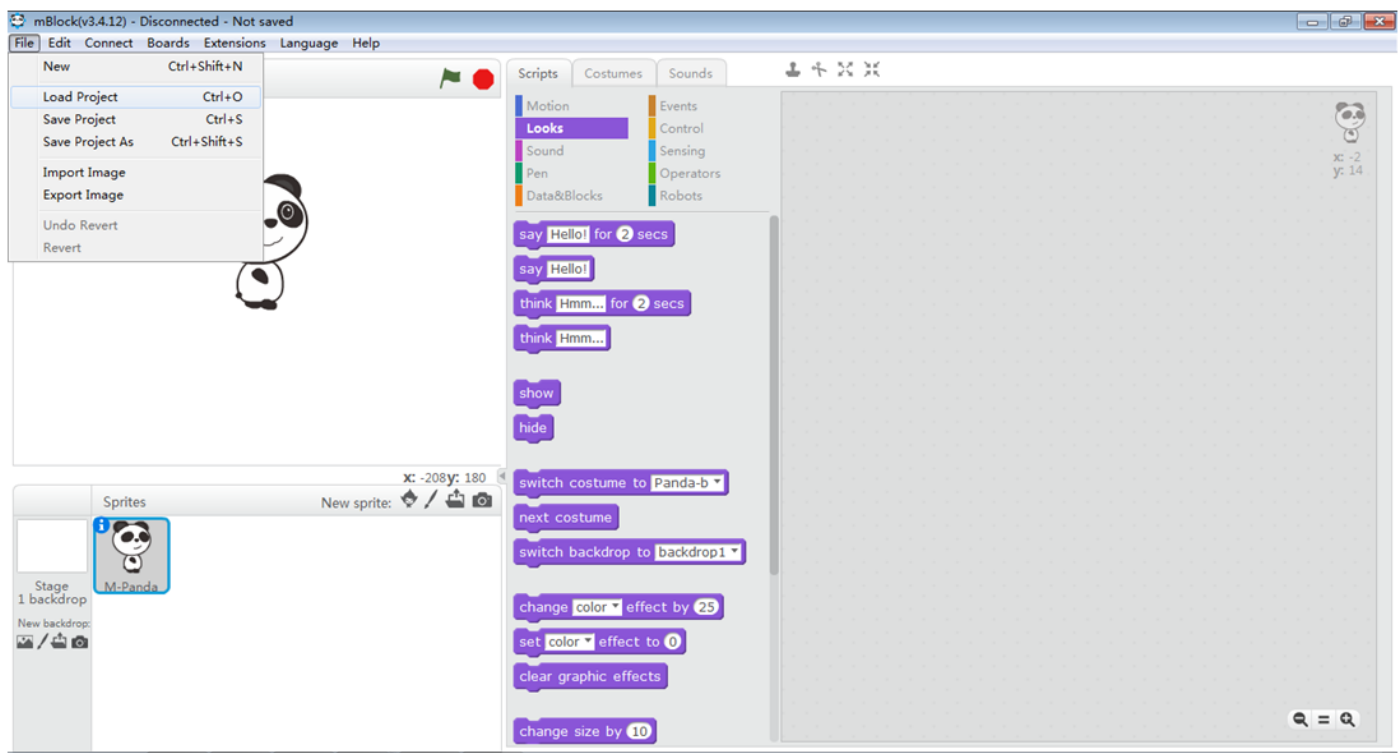 mBlock(v3.4.12) - Disconnected - Not saved
File Edit Connect Boards Extensions Language Help
New Ctrl+Shift+N
Load Project Ctrl+O
Save Project Ctrl+S
Save Project As Ctrl+Shift+S
Import Image
Export Image
Undo Revert
Revert
x: -208 y: 180
Sprites New sprite:
Stage
1 backdrop
New backdrop:
M-Panda
Scripts Costumes Sounds
Motion Events
Looks Control
Sound Sensing
Pen Operators
Data&Blocks Robots
say Hello! for 2 secs
say Hello!
think Hmm... for 2 secs
think Hmm...
show
hide
switch costume to Panda-b
next costume
switch backdrop to backdrop1
change color effect by 25
set color effect to 0
clear graphic effects
change size by 10
x: -2
y: 14